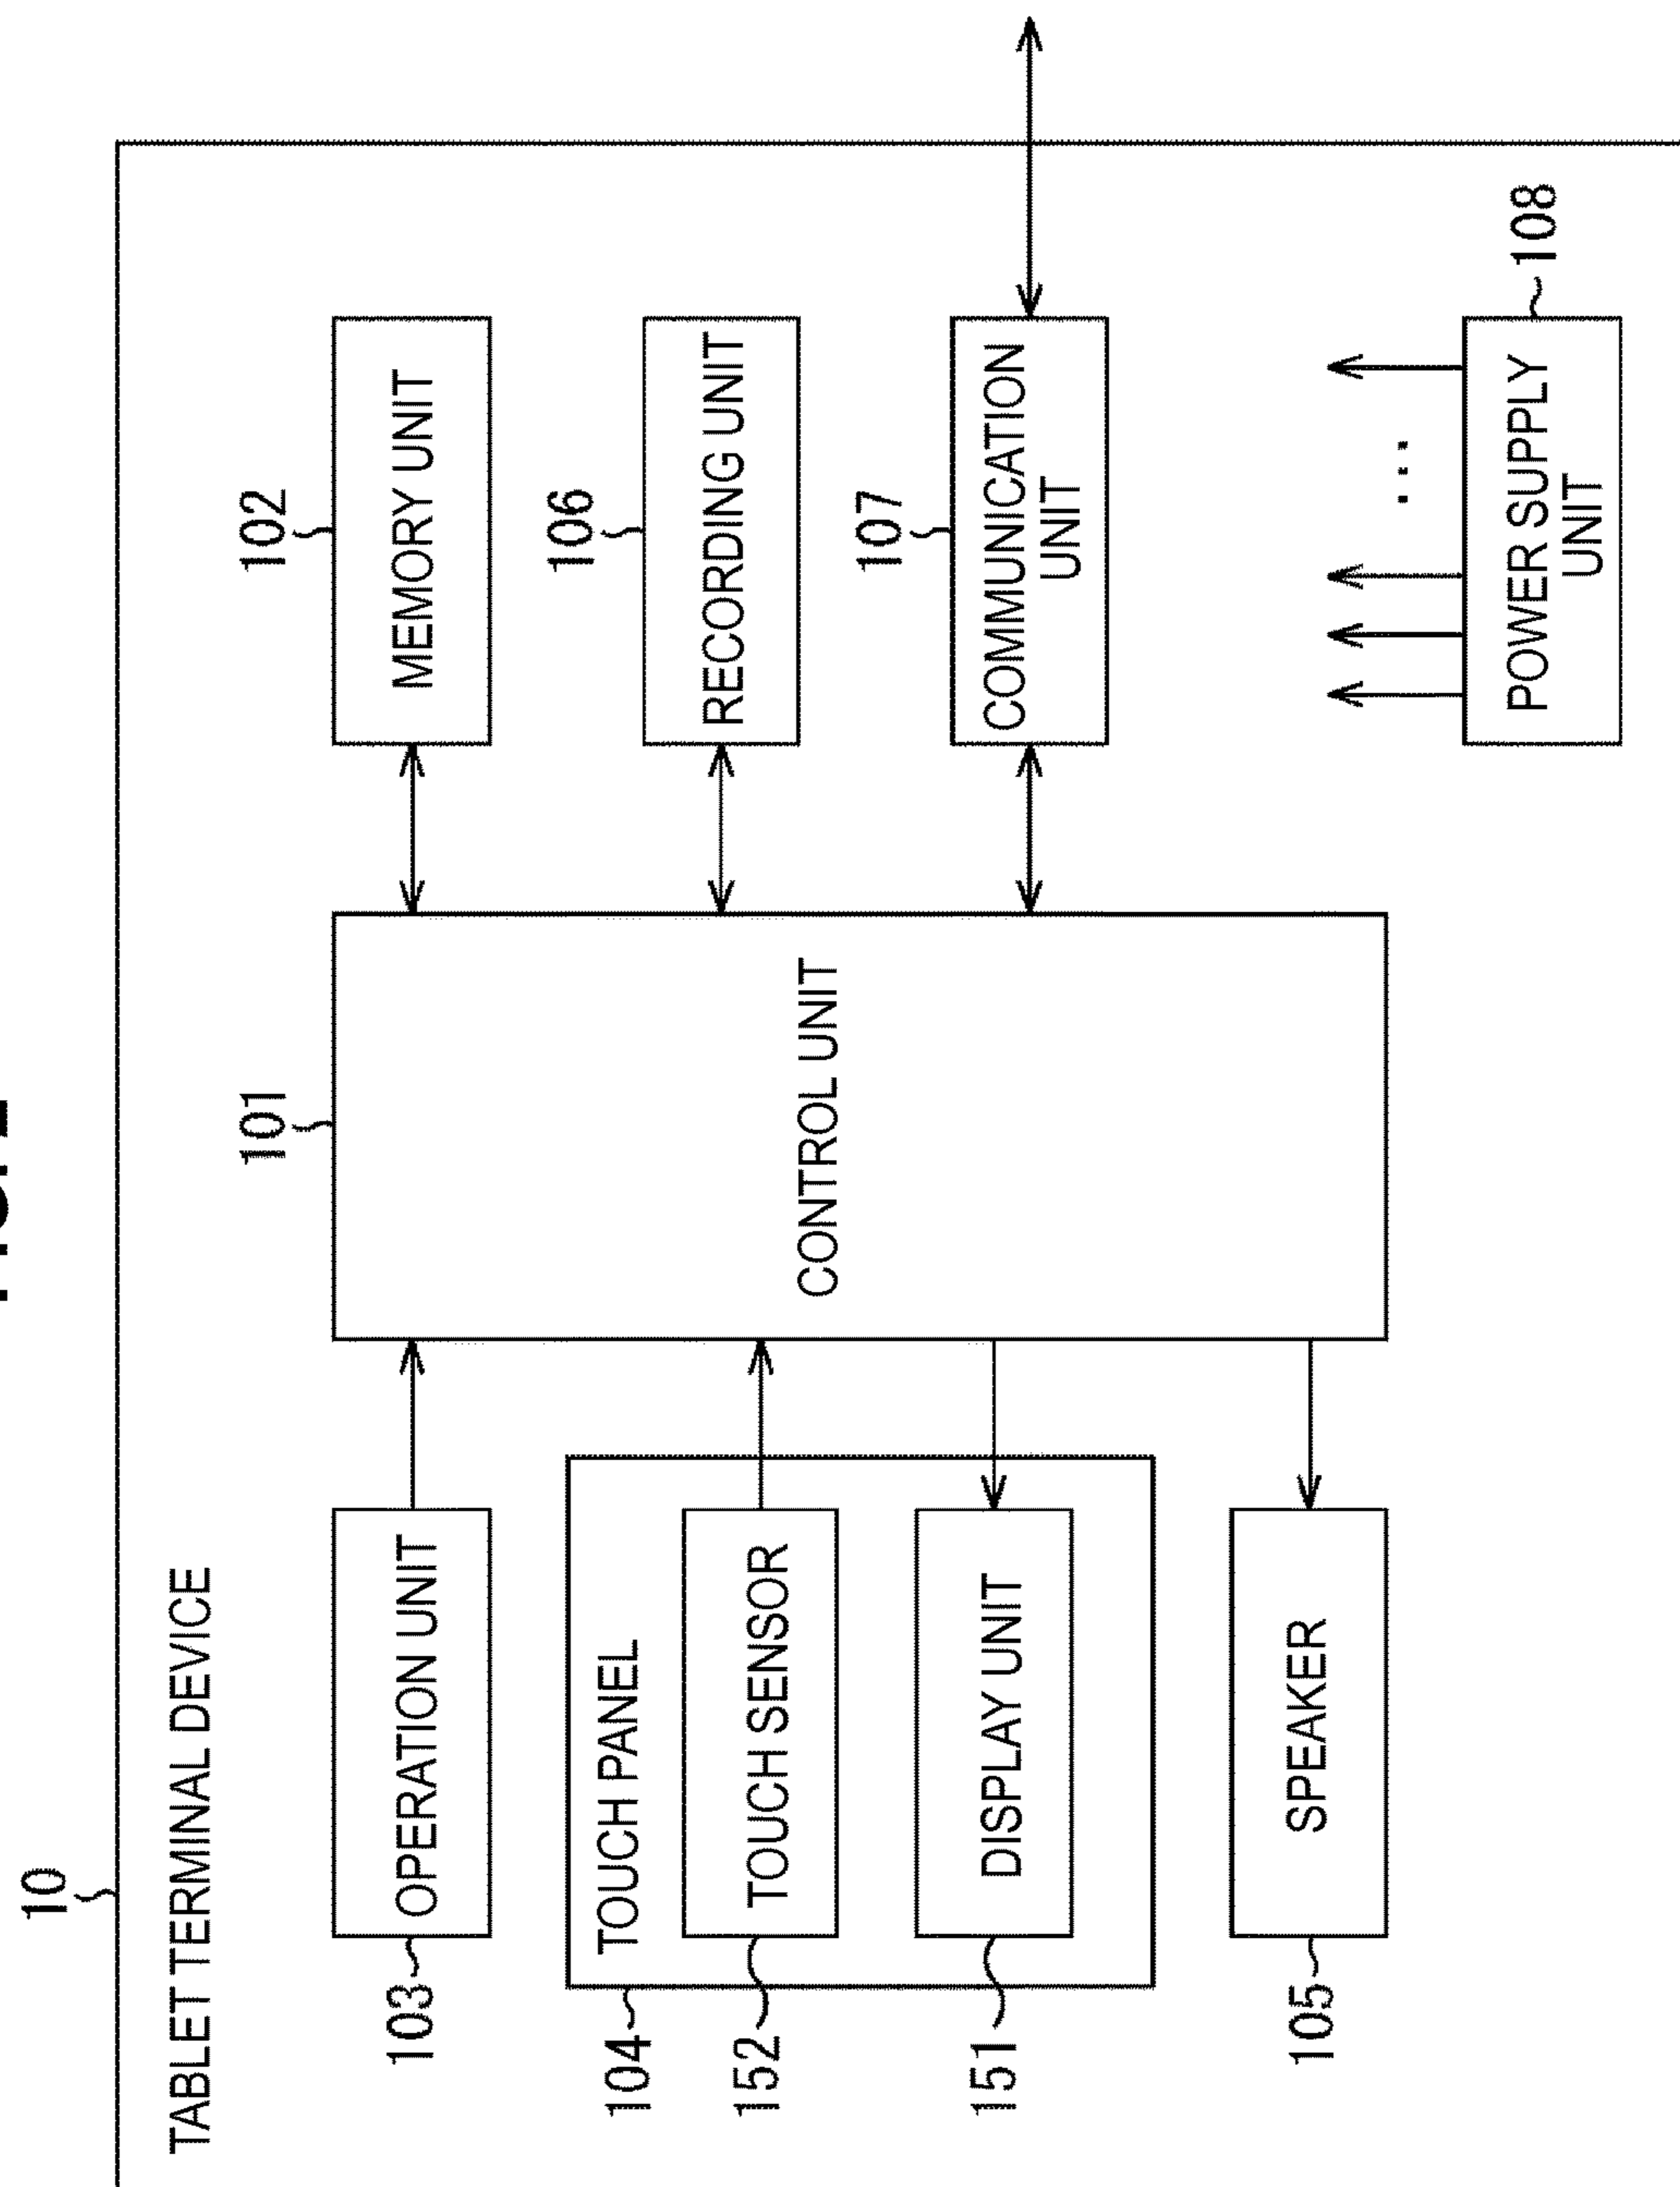 10
TABLET TERMINAL DEVICE
101
102
103
OPERATION UNIT
CONTROL UNIT
MEMORY UNIT
104
TOUCH PANEL
152
TOUCH SENSOR
106
RECORDING UNIT
151
DISPLAY UNIT
107
COMMUNICATION
UNIT
105
SPEAKER
...
POWER SUPPLY
UNIT
108